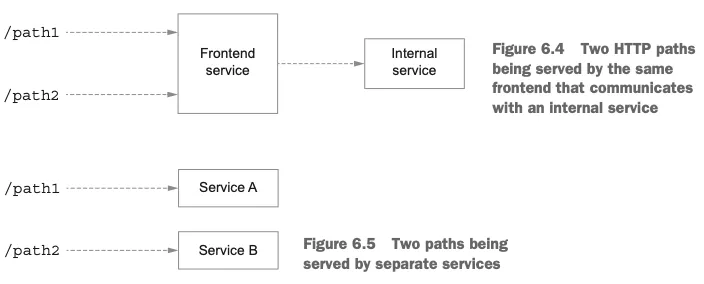 /path1
/path2
Frontend
service
Internal
service
Figure 6.4 Two HTTP paths
being served by the same
frontend that communicates
with an internal service
/path1
Service A
/path2
Service B
Figure 6.5 Two paths being
served by separate services